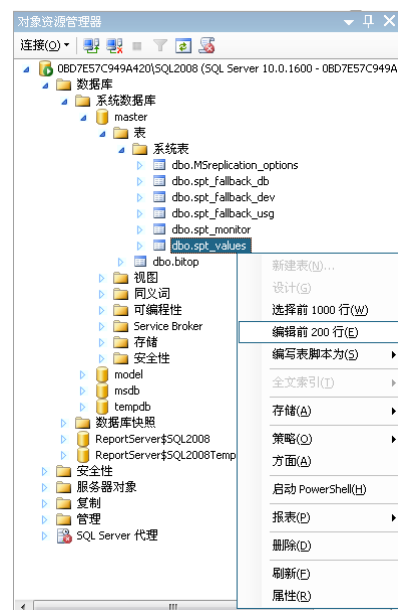 对象资源管理器
连接(O)
0BD7E57C949A420\SQL2008 (SQL Server 10.0.1600 - 0BD7E57C949A
数据库
系统数据库
master
表
系统表
dbo.MSreplication_options
dbo.spt_fallback_db
dbo.spt_fallback_dev
dbo.spt_fallback_usg
dbo.spt_monitor
dbo.spt_values
dbo.bitop
视图
同义词
可编程性
Service Broker
存储
安全性
model
msdb
tempdb
数据库快照
ReportServer$SQL2008
ReportServer$SQL2008Temp
安全性
服务器对象
复制
管理
SQL Server 代理
新建表(N)...
设计(G)
选择前 1000 行(W)
编辑前 200 行(E)
编写表脚本为(S)
全文索引(T)
存储(A)
策略(O)
方面(A)
启动 PowerShell(H)
报表(P)
删除(D)
刷新(F)
属性(R)